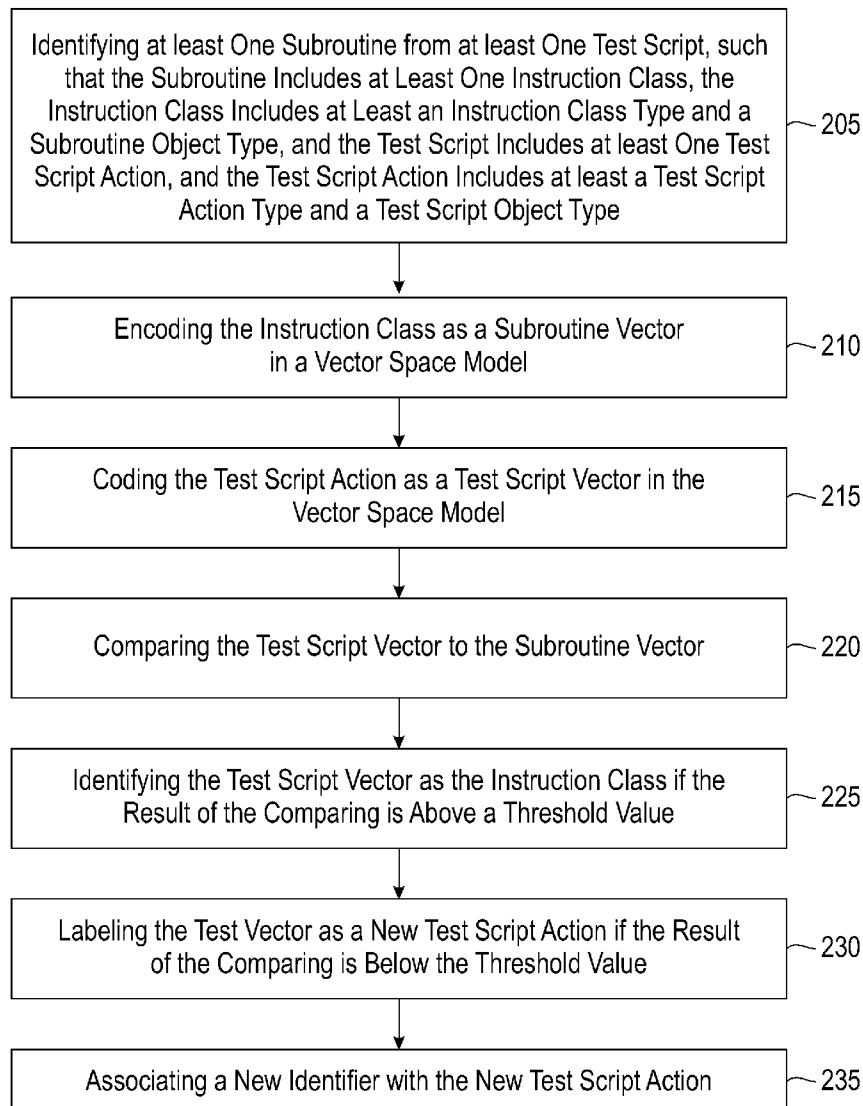 Identifying at least One Subroutine from at least One Test Script, such
that the Subroutine Includes at Least One Instruction Class, the
Instruction Class Includes at Least an Instruction Class Type and a
Subroutine Object Type, and the Test Script Includes at least One Test
Script Action, and the Test Script Action Includes at least a Test Script
Action Type and a Test Script Object Type
205
Encoding the Instruction Class as a Subroutine Vector
in a Vector Space Model
210
Coding the Test Script Action as a Test Script Vector in the
Vector Space Model
215
Comparing the Test Script Vector to the Subroutine Vector
220
Identifying the Test Script Vector as the Instruction Class if the
Result of the Comparing is Above a Threshold Value
225
Labeling the Test Vector as a New Test Script Action if the Result
of the Comparing is Below the Threshold Value
230
Associating a New Identifier with the New Test Script Action
235